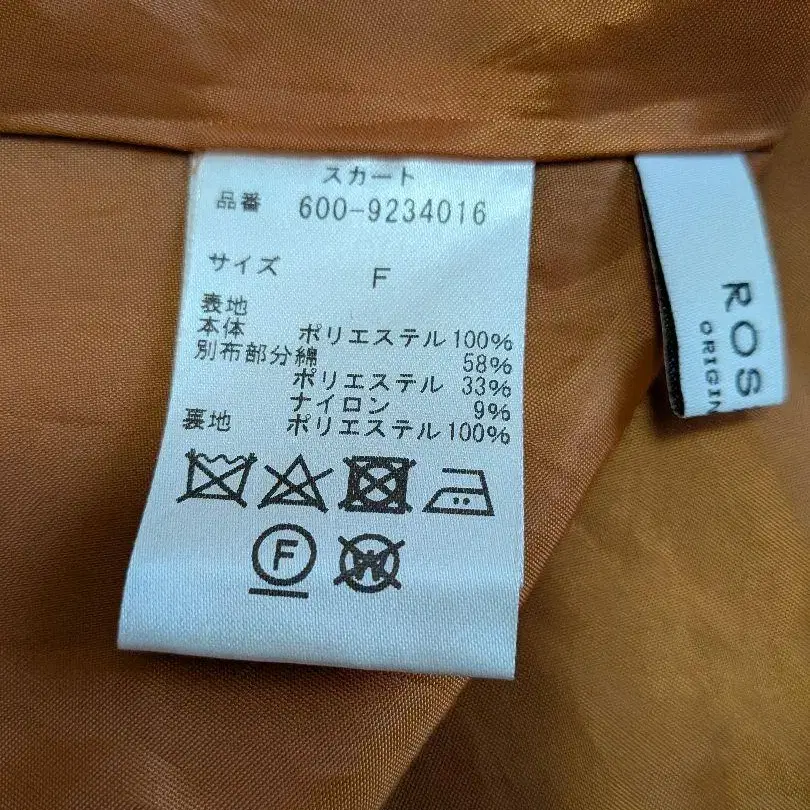 スカート
品番 600-9234016
サイズ F
表地
本体 ポリエステル100%
別布部分綿 58%
ポリエステル 33%
ナイロン 9%
裏地 ポリエステル100%
F
W
ROS
ORIGIN